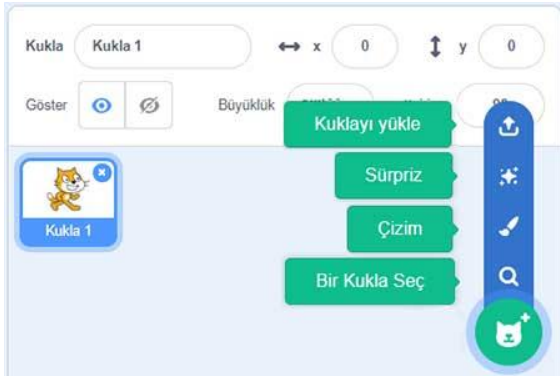 Kukla Kukla 1 x 0 y 0
Göster Büyüklük
Kuklayı yükle
Sürpriz
Çizim
Kukla 1
Bir Kukla Seç